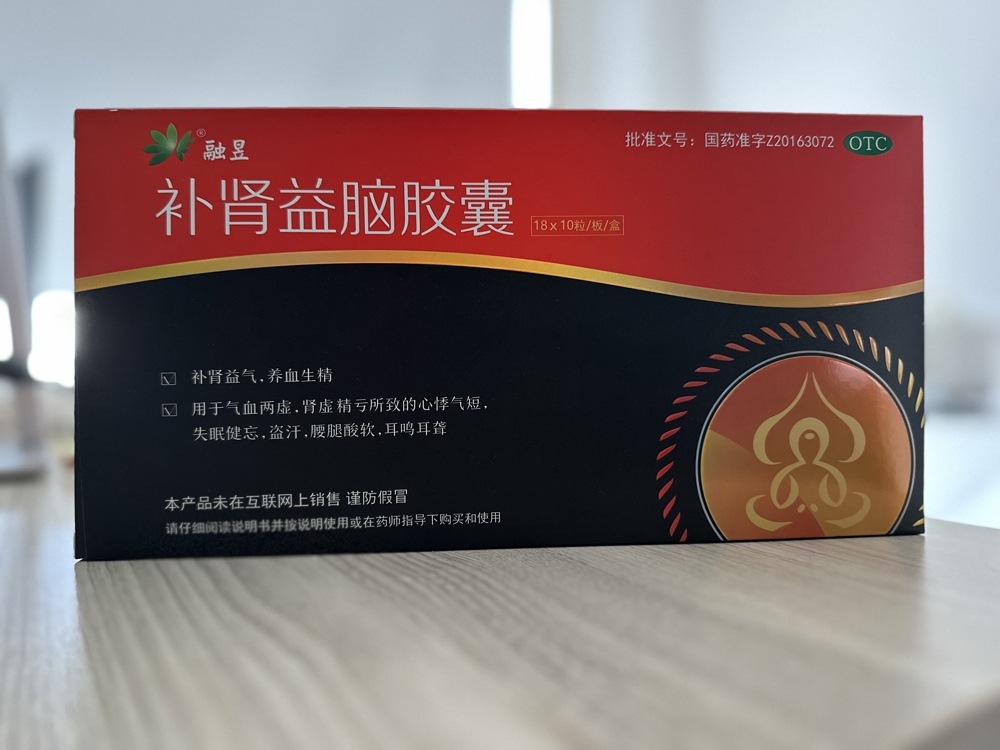 融昱®
批准文号：国药准字Z20163072 OTC
补肾益脑胶囊 18x10粒/板/盒
补肾益气,养血生精
用于气血两虚,肾虚精亏所致的心悸气短,
失眠健忘,盗汗,腰腿酸软,耳鸣耳聋
本产品未在互联网上销售 谨防假冒
请仔细阅读说明书并按说明使用或在药师指导下购买和使用